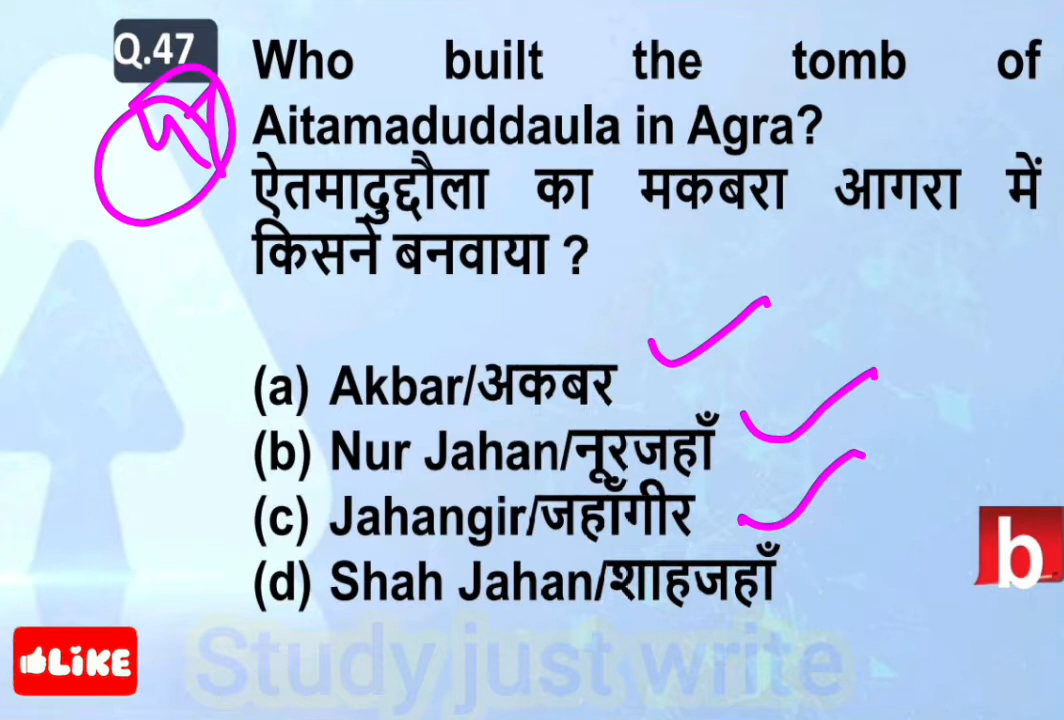 Q.47
Who built the tomb of
Aitamaduddaula in Agra?
ऐतमादुद्दौला का मकबरा आगरा में
किसने बनवाया ?
(a) Akbar/अकबर
(b) Nur Jahan/नूरजहाँ
(c) Jahangir/जहाँगीर
(d) Shah Jahan/शाहजहाँ
b
LiKE
Study just write